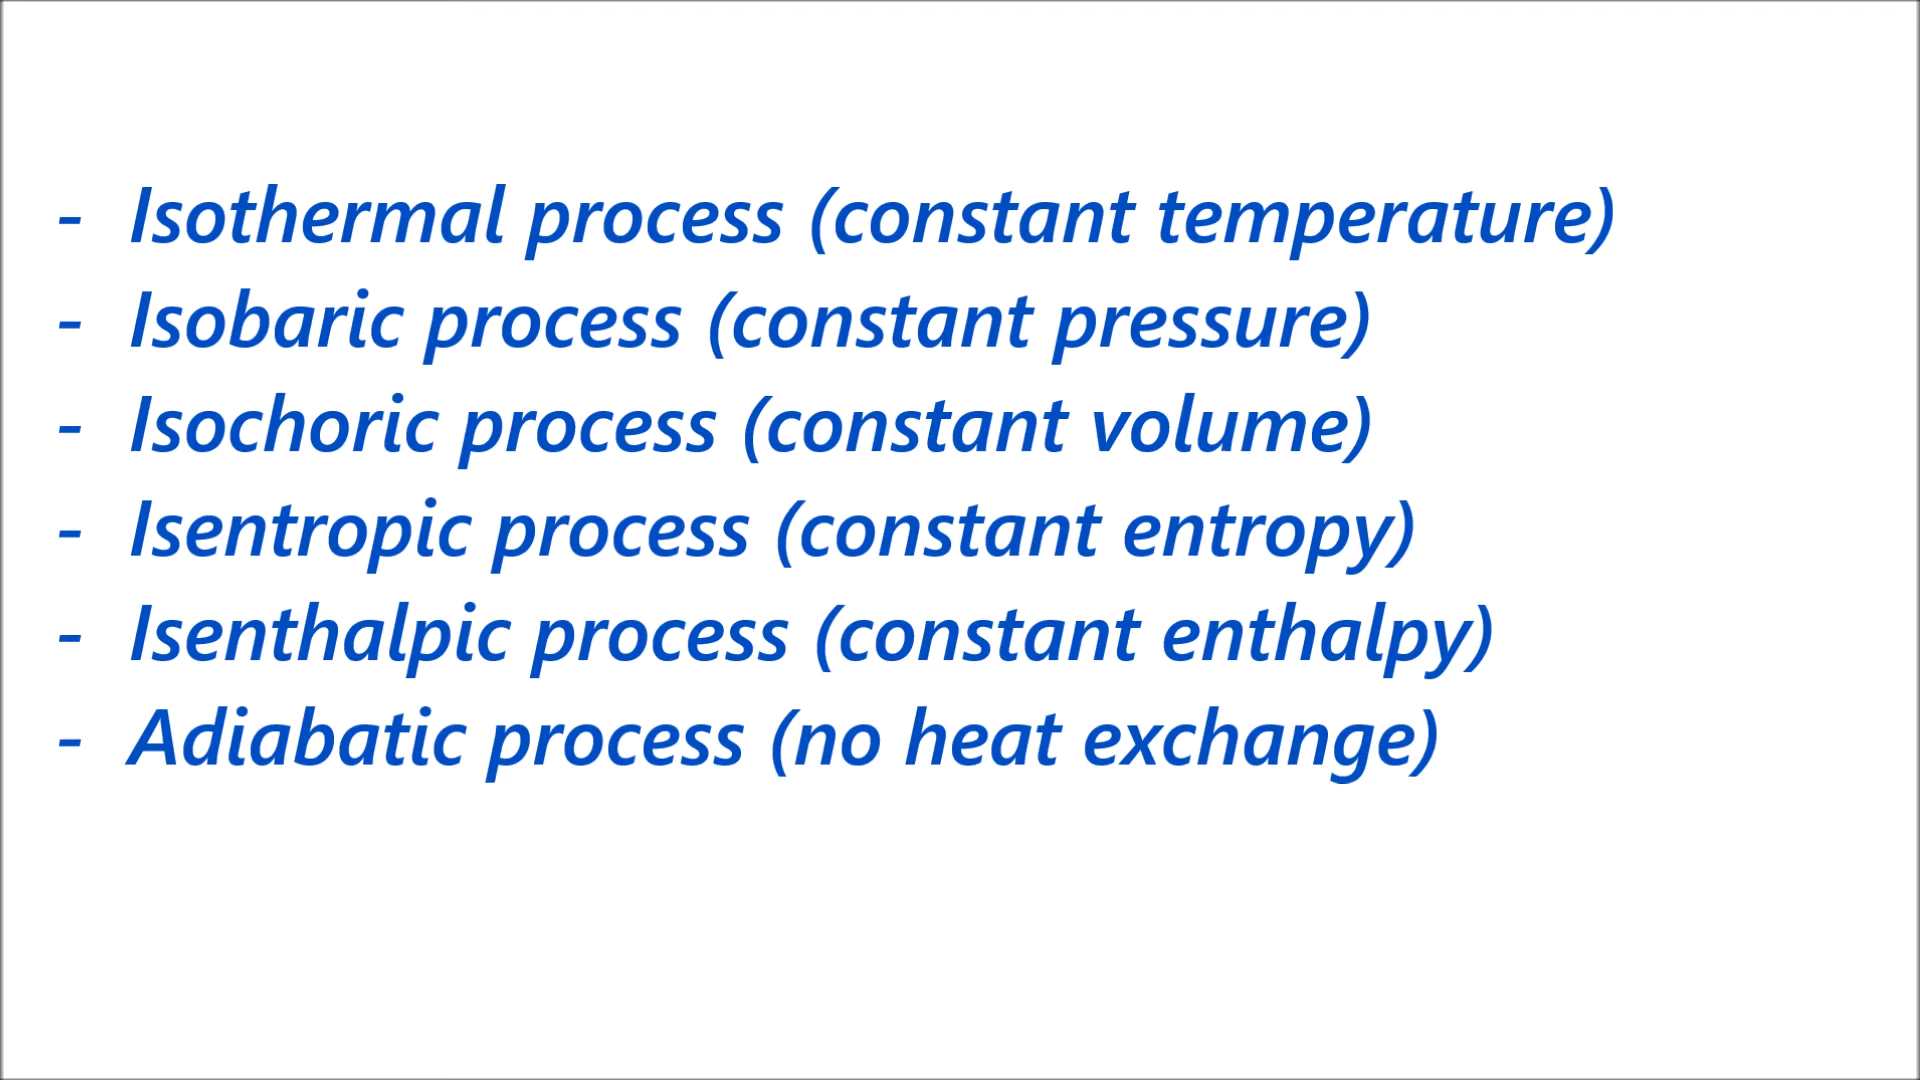 - Isothermal process (constant temperature)
- Isobaric process (constant pressure)
- Isochoric process (constant volume)
- Isentropic process (constant entropy)
- Isenthalpic process (constant enthalpy)
- Adiabatic process (no heat exchange)